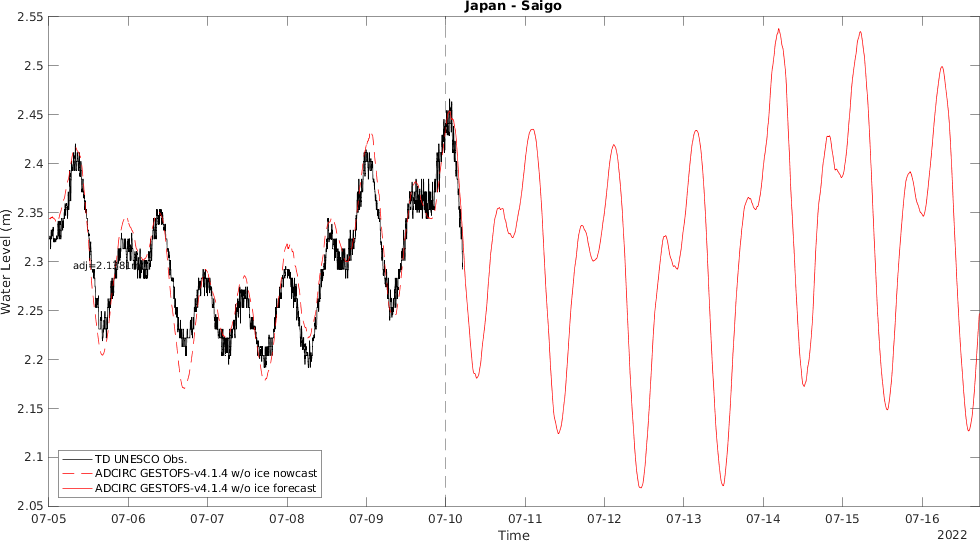 Japan - Saigo
2.55
2.5
2.45
2.4
2.35
2.3
2.25
2.2
2.15
2.1
2.05
Water Level (m)
TD UNESCO Obs.
ADCIRC GESTOFS-v4.1.4 w/o ice nowcast
ADCIRC GESTOFS-v4.1.4 w/o ice forecast
07-05 07-06 07-07 07-08 07-09 07-10 07-11 07-12 07-13 07-14 07-15 07-16
Time
2022